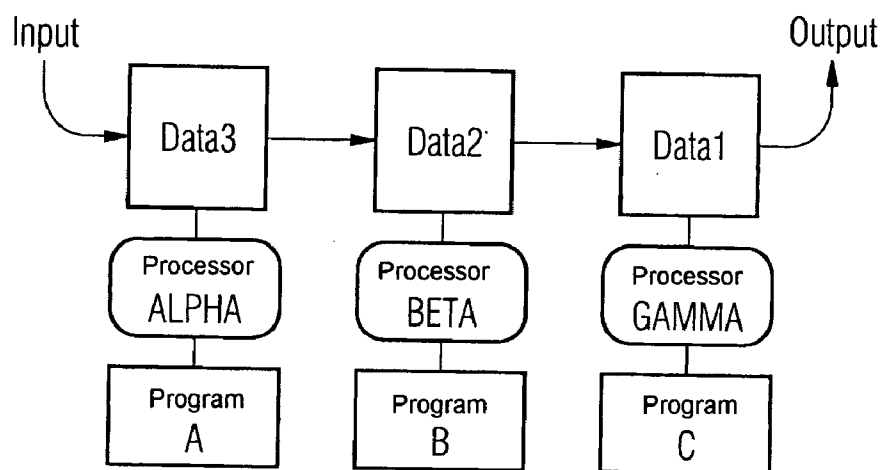 Input
Output
Data3
Data2
Data1
Processor
ALPHA
Processor
BETA
Processor
GAMMA
Program
A
Program
B
Program
C